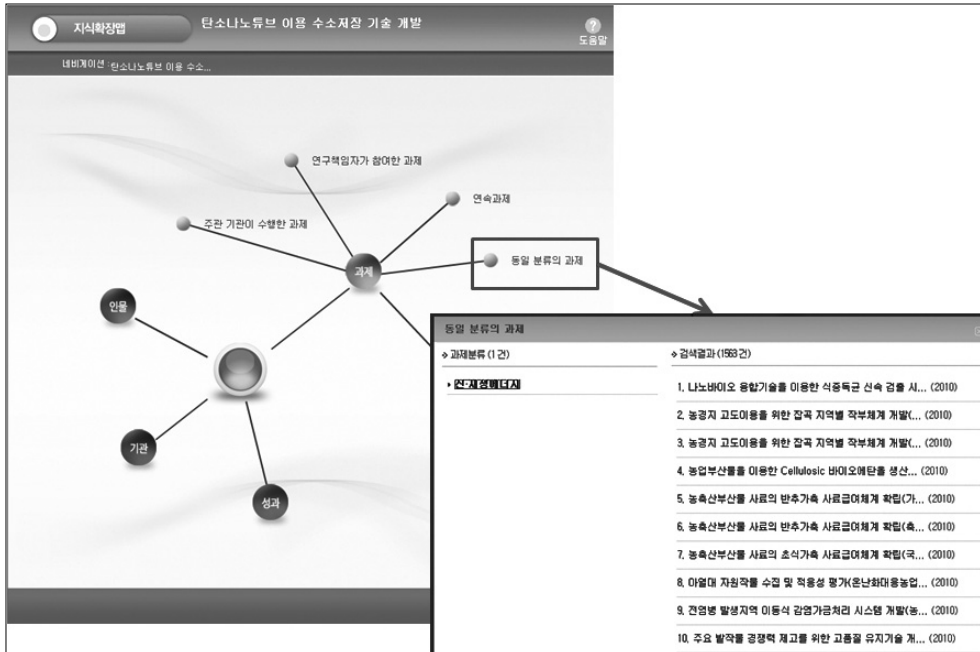 지식확장맵
탄소나노튜브 이용 수소저장 기술 개발
?
도움말
네비게이션 : 탄소나노튜브 이용 수소...
연구책임자가 참여한 과제
연속과제
주관 기관이 수행한 과제
동일 분류의 과제
과제
인물
기관
성과
동일 분류의 과제
과제분류 (1 건)
검색결과 (1563 건)
신·재생에너지
1. 나노바이오 융합기술을 이용한 식중독균 신속 검출 시... (2010)
2. 농경지 고도이용을 위한 잡곡 지역별 작부체계 개발(... (2010)
3. 농경지 고도이용을 위한 잡곡 지역별 작부체계 개발(... (2010)
4. 농업부산물을 이용한 Cellulosic 바이오에탄올 생산... (2010)
5. 농축산부산물 사료의 반추가축 사료급여체계 확립(가... (2010)
6. 농축산부산물 사료의 반추가축 사료급여체계 확립(축... (2010)
7. 농축산부산물 사료의 초식가축 사료급여체계 확립(국... (2010)
8. 아열대 자원작물 수집 및 적응성 평가(온난화대응농업... (2010)
9. 전염병 발생지역 이동식 감염가금처리 시스템 개발(농... (2010)
10. 주요 밭작물 경쟁력 제고를 위한 고품질 유지기술 개... (2010)